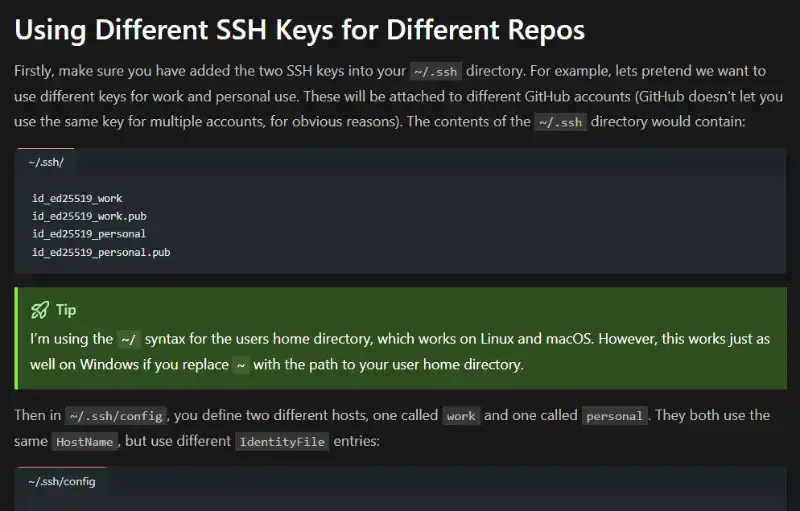 Using Different SSH Keys for Different Repos
Firstly, make sure you have added the two SSH keys into your ~/.ssh directory. For example, lets pretend we want to
use different keys for work and personal use. These will be attached to different GitHub accounts (GitHub doesn't let you
use the same key for multiple accounts, for obvious reasons). The contents of the ~/.ssh directory would contain:
~/.ssh/
id_ed25519_work
id_ed25519_work.pub
id_ed25519_personal
id_ed25519_personal.pub
Tip
I'm using the ~/ syntax for the users home directory, which works on Linux and macOS. However, this works just as
well on Windows if you replace ~ with the path to your user home directory.
Then in ~/.ssh/config, you define two different hosts, one called work and one called personal. They both use the
same HostName, but use different IdentityFile entries:
~/.ssh/config